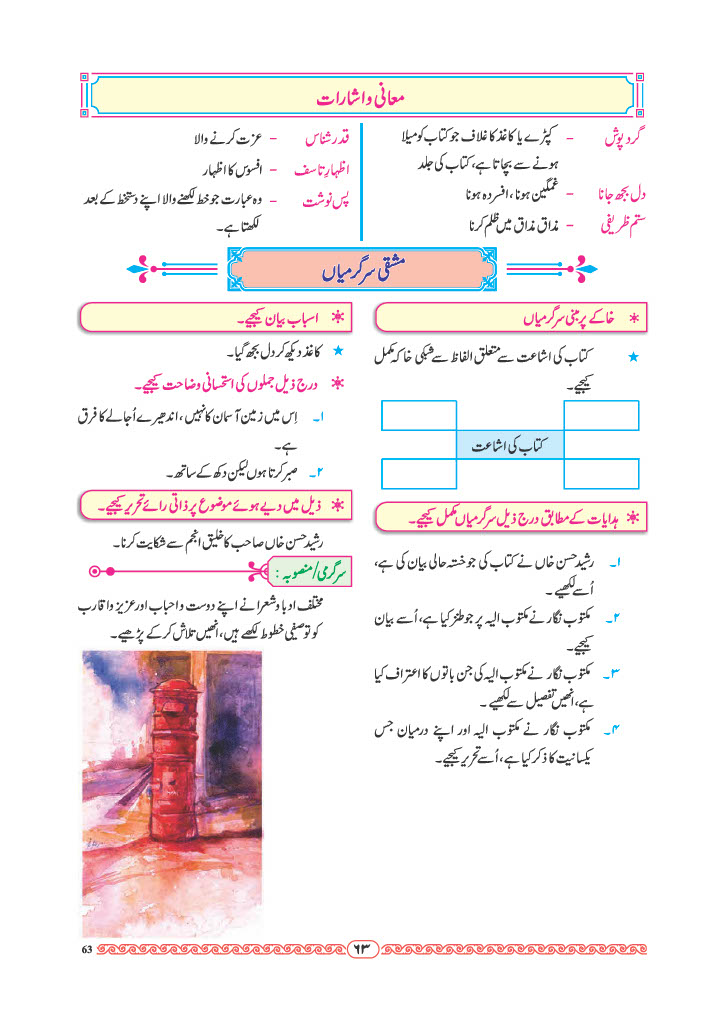 معانی و اشارات
گرد پوش – کپڑے یا کاغذ کا غلاف جو کتاب کو میلا
ہونے سے بچاتا ہے، کتاب کی جلد
دل بجھ جانا – غمگین ہونا، افسردہ ہونا
ستم ظریفی – مذاق مذاق میں ظلم کرنا
قدر شناس – عزت کرنے والا
اظہارِ تاسف – افسوس کا اظہار
پس نوشت – وہ عبارت جو خط لکھنے والا اپنے دستخط کے بعد
لکھتا ہے۔
مشقی سرگرمیاں
* خاکے پر مبنی سرگرمیاں
★ کتاب کی اشاعت سے متعلق الفاظ سے شبکی خاکہ مکمل
کیجیے۔
کتاب کی اشاعت
* ہدایات کے مطابق درج ذیل سرگرمیاں مکمل کیجیے۔
۱۔ رشید حسن خاں نے کتاب کی جو خستہ حالی بیان کی ہے،
اُسے لکھیے۔
۲۔ مکتوب نگار نے مکتوب الیہ پر جو طنز کیا ہے، اُسے بیان
کیجیے۔
۳۔ مکتوب نگار نے مکتوب الیہ کی جن باتوں کا اعتراف کیا
ہے، انھیں تفصیل سے لکھیے۔
۴۔ مکتوب نگار نے مکتوب الیہ اور اپنے درمیان جس
یکسانیت کا ذکر کیا ہے، اُسے تحریر کیجیے۔
* اسباب بیان کیجیے۔
★ کاغذ دیکھ کر دل بجھ گیا۔
* درج ذیل جملوں کی استحسانی وضاحت کیجیے۔
۱۔ اِس میں زمین آسمان کا نہیں، اندھیرے اُجالے کا فرق
ہے۔
۲۔ صبر کرتا ہوں لیکن دکھ کے ساتھ۔
* ذیل میں دیے ہوئے موضوع پر ذاتی رائے تحریر کیجیے۔
رشید حسن خاں صاحب کا خلیق انجم سے شکایت کرنا۔
سرگرمی/منصوبہ :
مختلف ادبا و شعرا نے اپنے دوست و احباب اور عزیز و اقارب
کو توصیفی خطوط لکھے ہیں، انھیں تلاش کر کے پڑھیے۔
63
۶۳